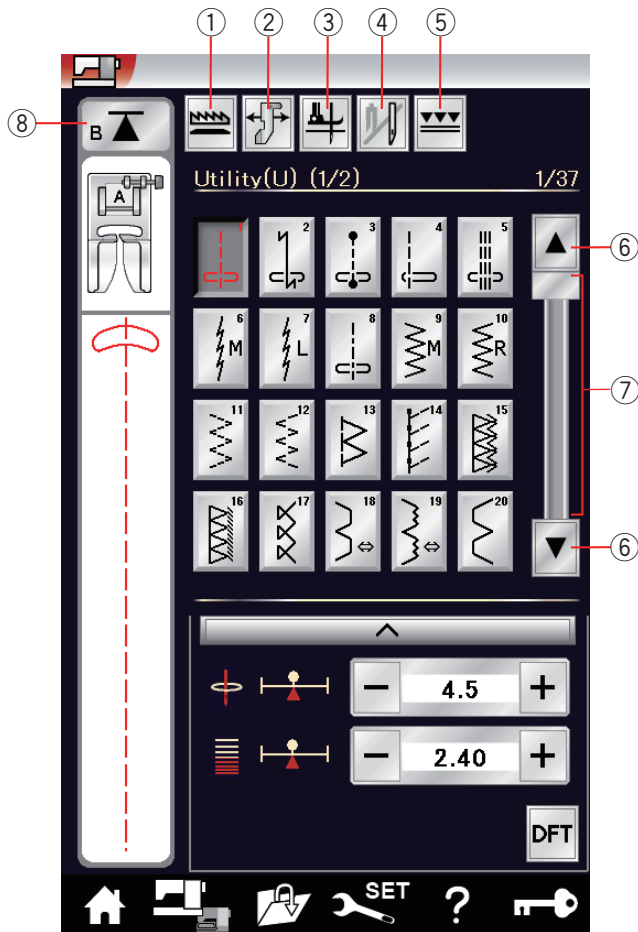 ① ② ③ ④ ⑤
⑧ B
A
Utility(U) (1/2) 1/37
1 2 3 4 5
⑥
6 M 7 L 8 9 M 10 R
⑦
11 12 13 14 15
16 17 18 19 20
⑥
− 4.5 +
− 2.40 +
DFT
SET ?